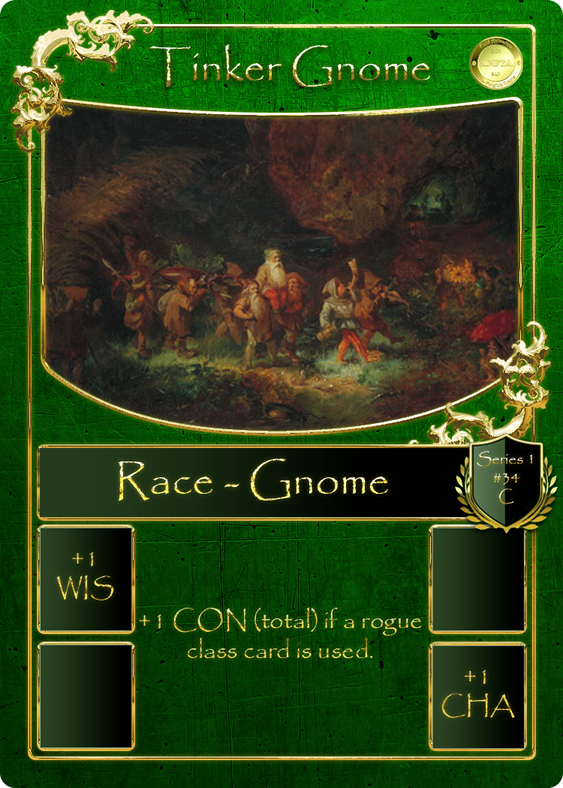 Tinker Gnome
Race - Gnome
Series 1
#34
C
+1
WIS
+1 CON (total) if a rogue
class card is used.
+1
CHA